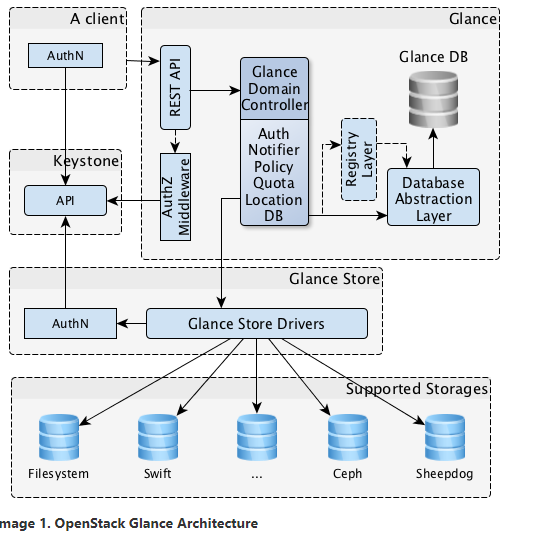 A client
Glance
AuthN
REST API
Glance
Domain
Controller
Auth
Notifier
Policy
Quota
Location
DB
Glance DB
Registry
Layer
Database
Abstraction
Layer
Keystone
API
AuthZ
Middleware
Glance Store
AuthN
Glance Store Drivers
Supported Storages
Filesystem
Swift
...
Ceph
Sheepdog
mage 1. OpenStack Glance Architecture